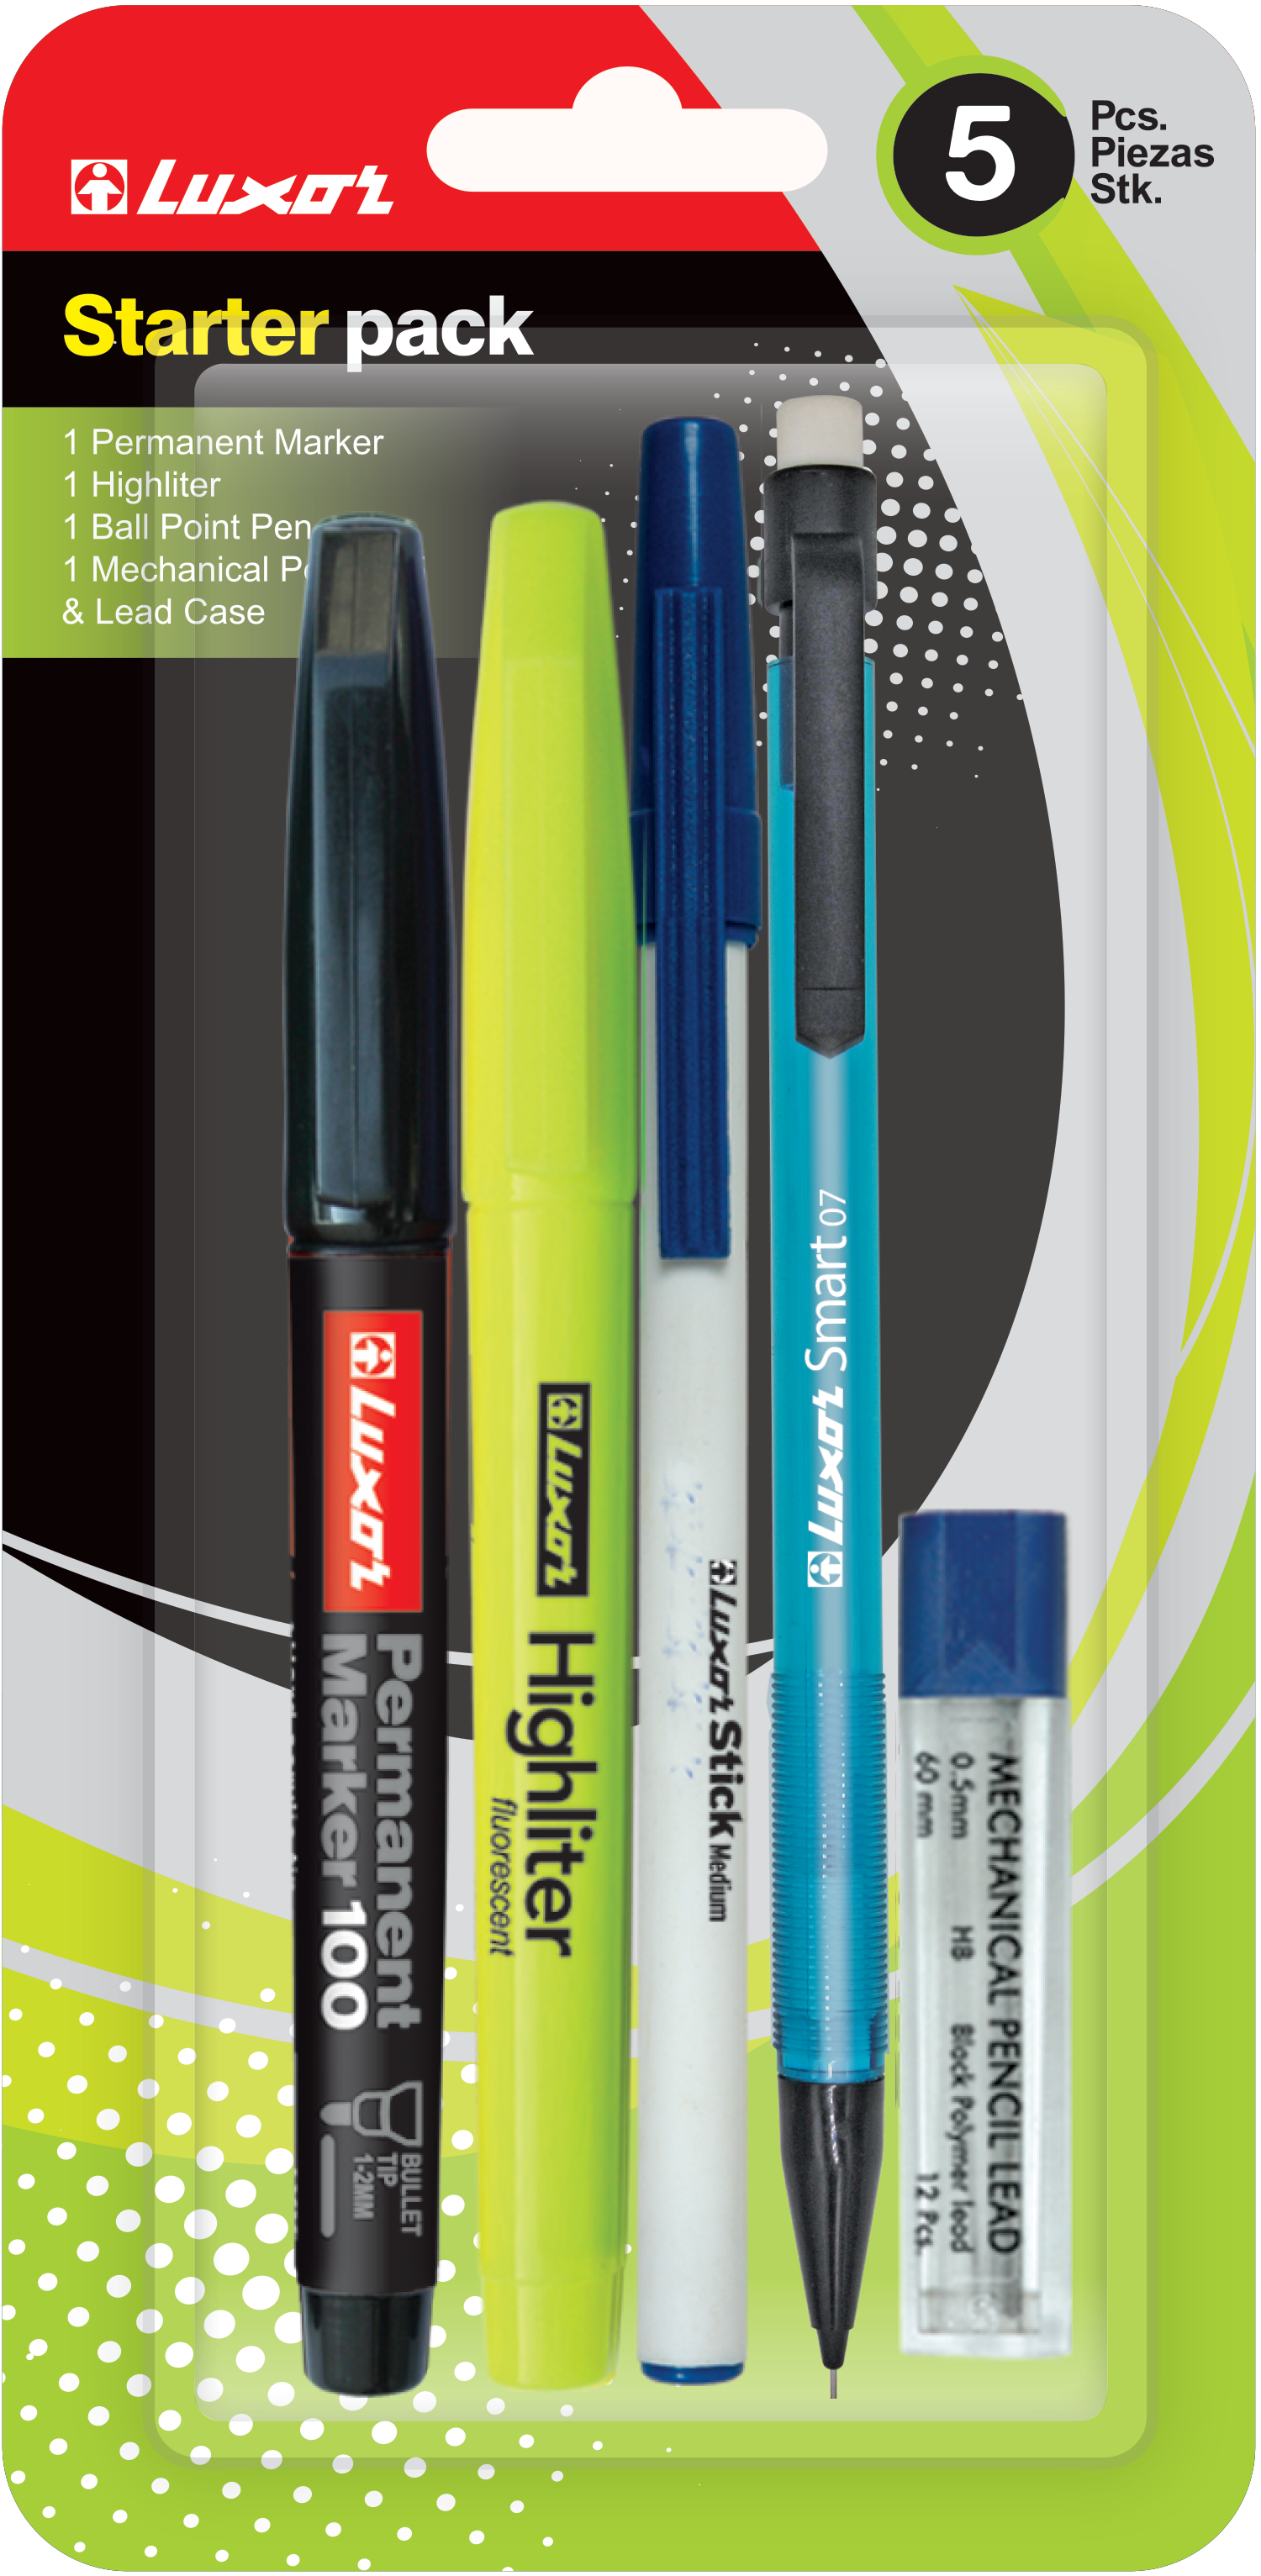 Luxor
5
Pcs.
Piezas
Stk.
Starter pack
1 Permanent Marker
1 Highliter
1 Ball Point Pen
1 Mechanical
& Lead Case
Luxor
Permanent
Marker 100
BULLET
TIP
1-2MM
Luxor
Highliter
fluorescent
Luxor Stick Medium
Luxor Smart 07
MECHANICAL PENCIL LEAD
0.5mm HB Black Polymer lead
60 mm 12 Pcs.